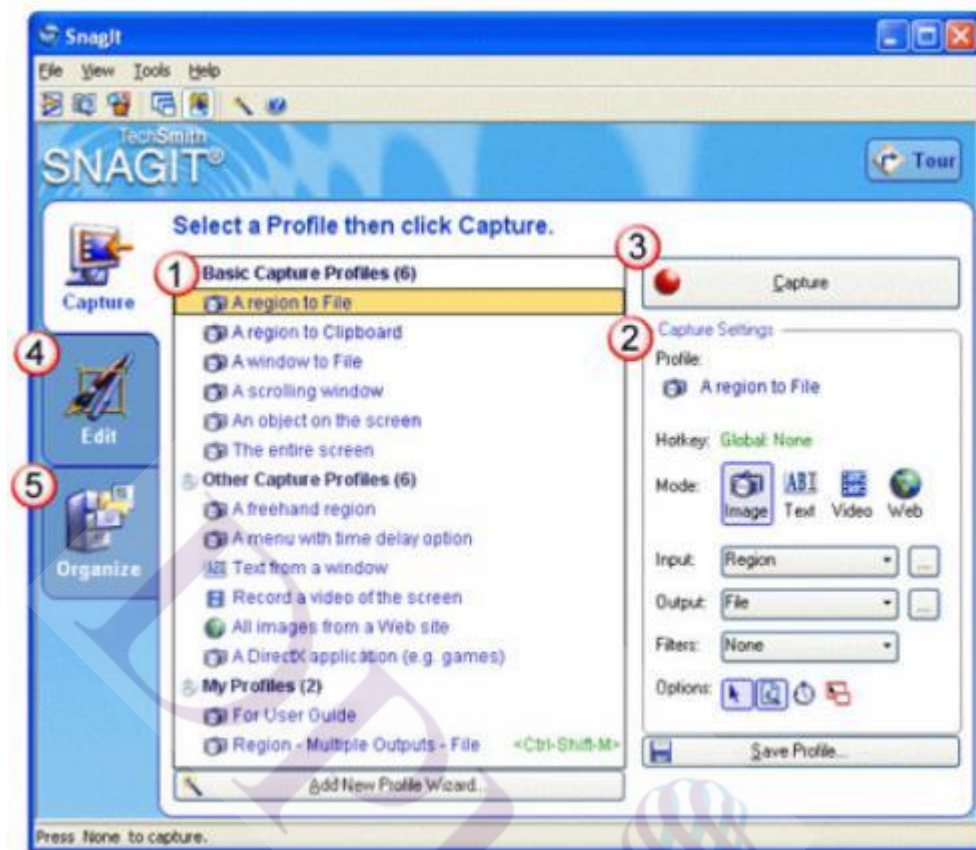 SnagIt
File View Tools Help
TechSmith
SNAGIT®
Tour
Select a Profile then click Capture.
Capture
4
Edit
5
Organize
1
Basic Capture Profiles (6)
A region to File
A region to Clipboard
A window to File
A scrolling window
An object on the screen
The entire screen
Other Capture Profiles (6)
A freehand region
A menu with time delay option
Text from a window
Record a video of the screen
All images from a Web site
A DirectX application (e.g. games)
My Profiles (2)
For User Guide
Region - Multiple Outputs - File <Ctrl-Shift-M>
Add New Profile Wizard...
3
Capture
2
Capture Settings
Profile:
A region to File
Hotkey: Global: None
Mode: Image Text Video Web
Input: Region ...
Output: File ...
Filters: None
Options:
Save Profile...
Press None to capture.